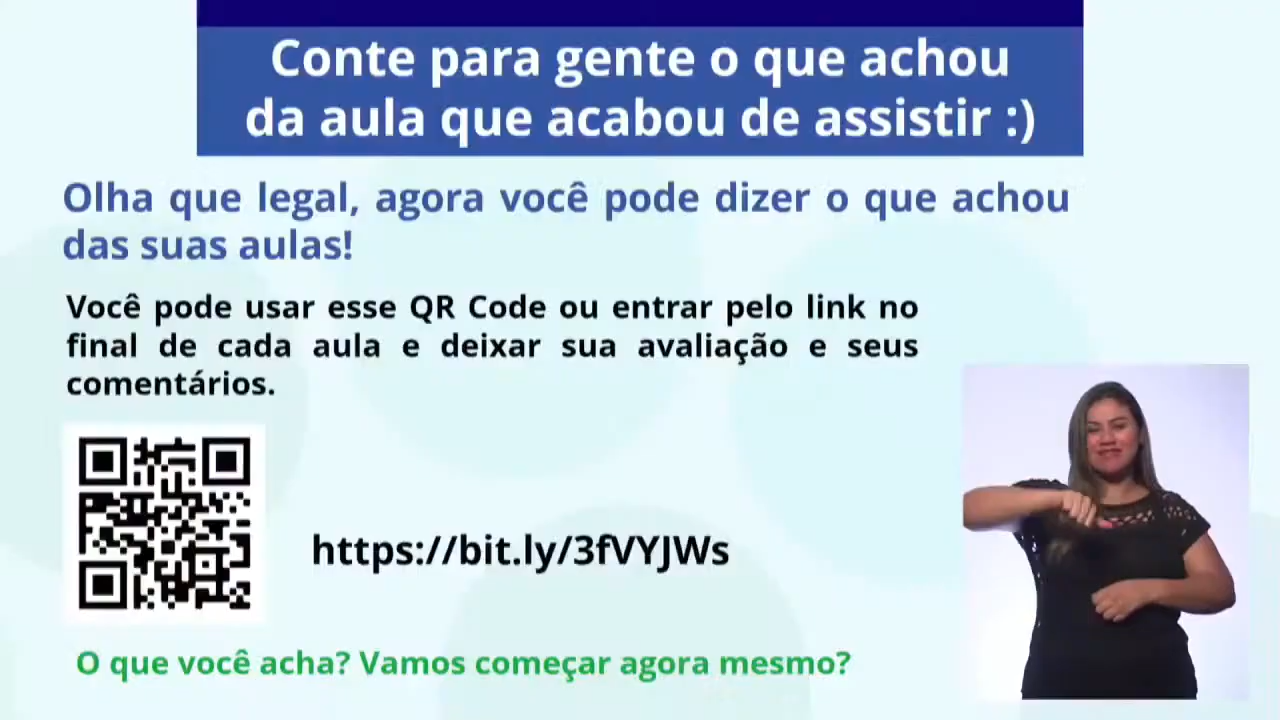 Conte para gente o que achou
da aula que acabou de assistir :)
Olha que legal, agora você pode dizer o que achou
das suas aulas!
Você pode usar esse QR Code ou entrar pelo link no
final de cada aula e deixar sua avaliação e seus
comentários.
https://bit.ly/3fVYJWs
O que você acha? Vamos começar agora mesmo?